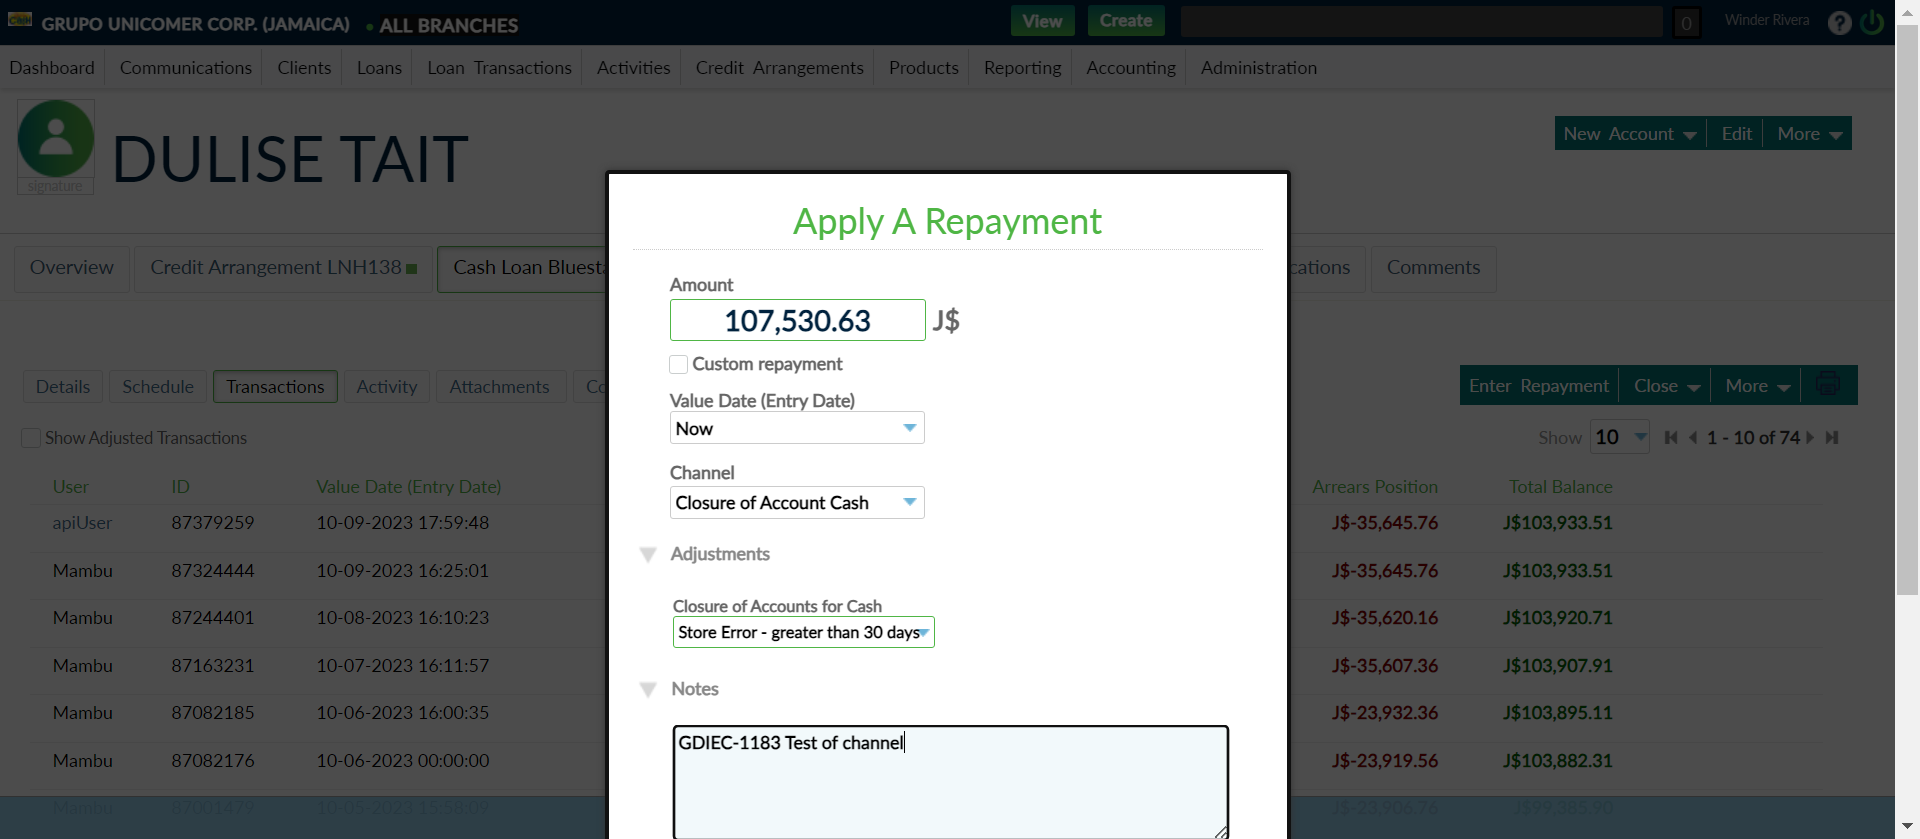 GRUPO UNICOMER CORP. (JAMAICA) • ALL BRANCHES View Create 0 Winder Rivera ?
Dashboard Communications Clients Loans Loan Transactions Activities Credit Arrangements Products Reporting Accounting Administration
signature
DULISE TAIT
New Account Edit More
Apply A Repayment
Overview Credit Arrangement LNH138 Cash Loan Bluest cations Comments
Amount
107,530.63 J$
Custom repayment
Details Schedule Transactions Activity Attachments Co Enter Repayment Close More
Value Date (Entry Date)
Now
Show Adjusted Transactions Show 10 1 - 10 of 74
Channel
Closure of Account Cash
User ID Value Date (Entry Date) Arrears Position Total Balance
apiUser 87379259 10-09-2023 17:59:48 J$-35,645.76 J$103,933.51
Adjustments
Mambu 87324444 10-09-2023 16:25:01 J$-35,645.76 J$103,933.51
Closure of Accounts for Cash
Mambu 87244401 10-08-2023 16:10:23 J$-35,620.16 J$103,920.71
Store Error - greater than 30 days
Mambu 87163231 10-07-2023 16:11:57 J$-35,607.36 J$103,907.91
Notes
Mambu 87082185 10-06-2023 16:00:35 J$-23,932.36 J$103,895.11
GDIEC-1183 Test of channel
Mambu 87082176 10-06-2023 00:00:00 J$-23,919.56 J$103,882.31
Mambu 87001479 10-05-2023 15:58:09 J$-23,906.76 J$99,385.90